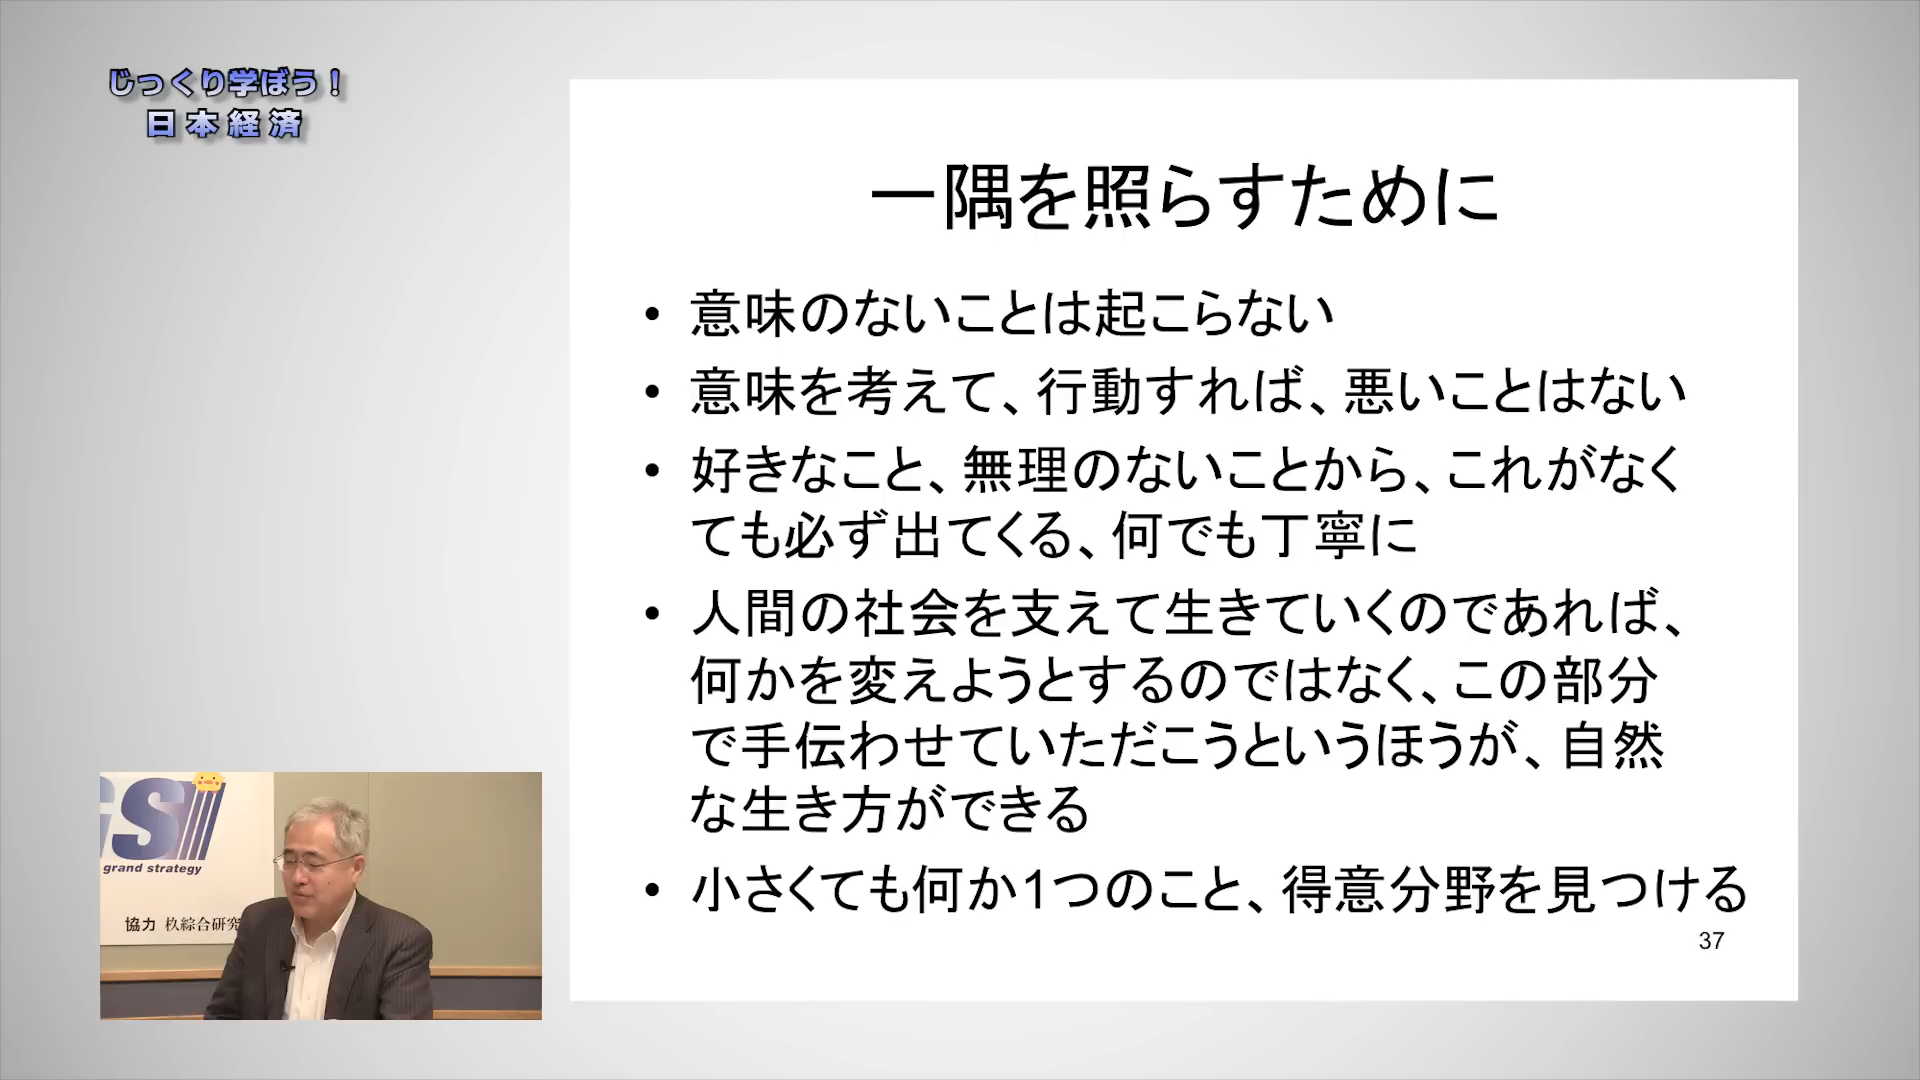 じっくり学ぼう！
日本経済
一隅を照らすために
• 意味のないことは起こらない
• 意味を考えて、行動すれば、悪いことはない
• 好きなこと、無理のないことから、これがなく
ても必ず出てくる、何でも丁寧に
• 人間の社会を支えて生きていくのであれば、
何かを変えようとするのではなく、この部分
で手伝わせていただこうというほうが、自然
な生き方ができる
• 小さくても何か1つのこと、得意分野を見つける
37
GS
grand strategy
協力 杦綜合研究